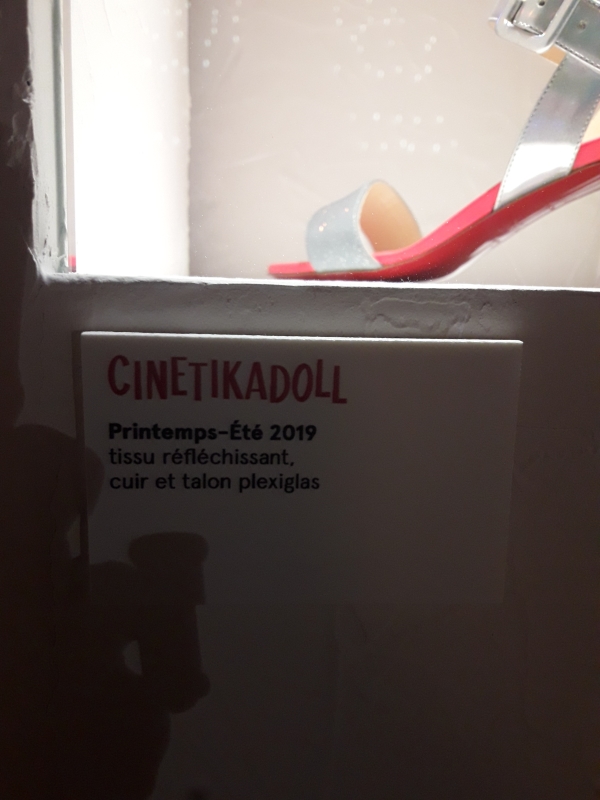 CINETIKADOLL
Printemps-Été 2019
tissu réfléchissant,
cuir et talon plexiglas